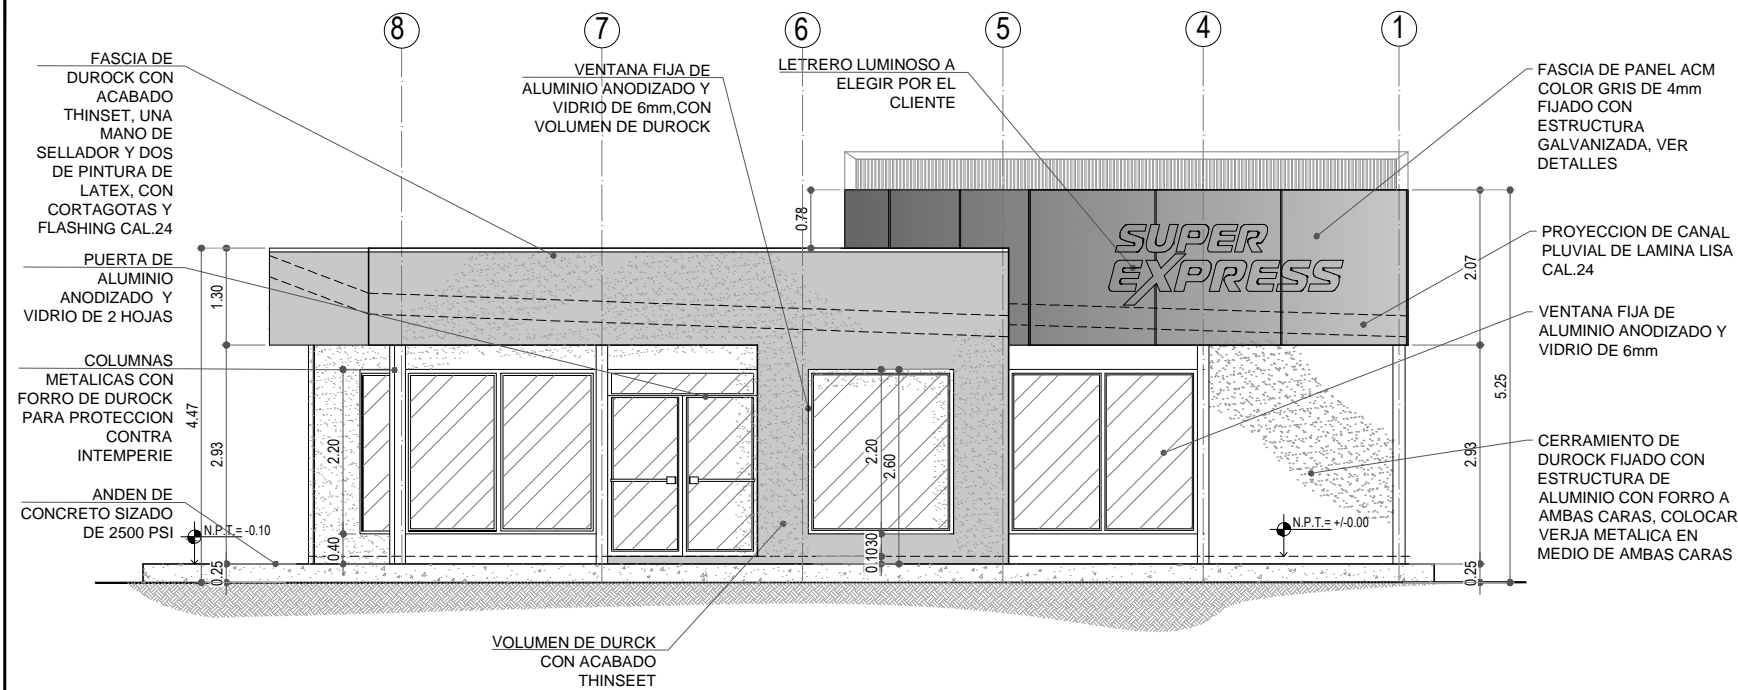 8
7
6
5
4
1
FASCIA DE
DUROCK CON
ACABADO
THINSET, UNA
MANO DE
SELLADOR Y DOS
DE PINTURA DE
LATEX, CON
CORTAGOTAS Y
FLASHING CAL.24
PUERTA DE
ALUMINIO
ANODIZADO Y
VIDRIO DE 2 HOJAS
COLUMNAS
METALICAS CON
FORRO DE DUROCK
PARA PROTECCION
CONTRA
INTEMPERIE
ANDEN DE
CONCRETO SIZADO
DE 2500 PSI
VENTANA FIJA DE
ALUMINIO ANODIZADO Y
VIDRIO DE 6mm,CON
VOLUMEN DE DUROCK
LETRERO LUMINOSO A
ELEGIR POR EL
CLIENTE
FASCIA DE PANEL ACM
COLOR GRIS DE 4mm
FIJADO CON
ESTRUCTURA
GALVANIZADA, VER
DETALLES
PROYECCION DE CANAL
PLUVIAL DE LAMINA LISA
CAL.24
VENTANA FIJA DE
ALUMINIO ANODIZADO Y
VIDRIO DE 6mm
CERRAMIENTO DE
DUROCK FIJADO CON
ESTRUCTURA DE
ALUMINIO CON FORRO A
AMBAS CARAS, COLOCAR
VERJA METALICA EN
MEDIO DE AMBAS CARAS
SUPER
EXPRESS
N.P.T.= -0.10
N.P.T.= +/-0.00
4.47
1.30
2.93
0.25
2.20
0.40
0.78
2.20
2.60
0.30
0.10
2.07
2.93
0.25
5.25
VOLUMEN DE DURCK
CON ACABADO
THINSEET